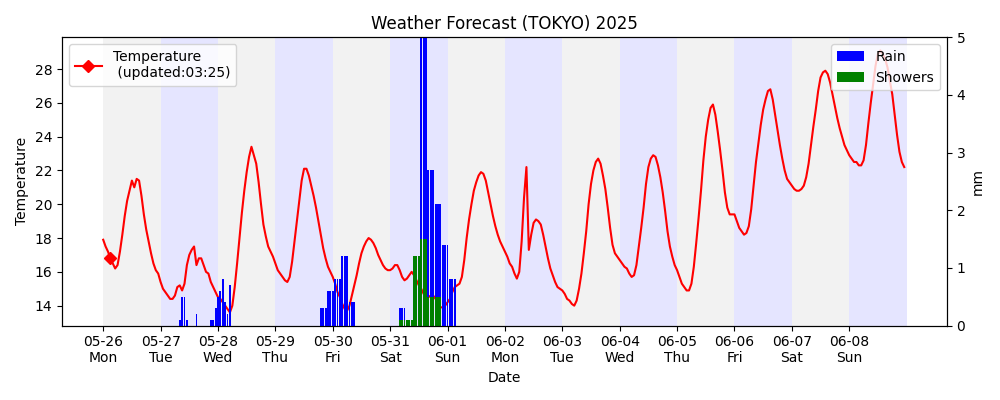 Weather Forecast (TOKYO) 2025
Temperature
(updated:03:25)
Rain
Showers
Temperature
28
26
24
22
20
18
16
14
5
4
3
2
1
0
mm
05-26 05-27 05-28 05-29 05-30 05-31 06-01 06-02 06-03 06-04 06-05 06-06 06-07 06-08
Mon Tue Wed Thu Fri Sat Sun Mon Tue Wed Thu Fri Sat Sun
Date